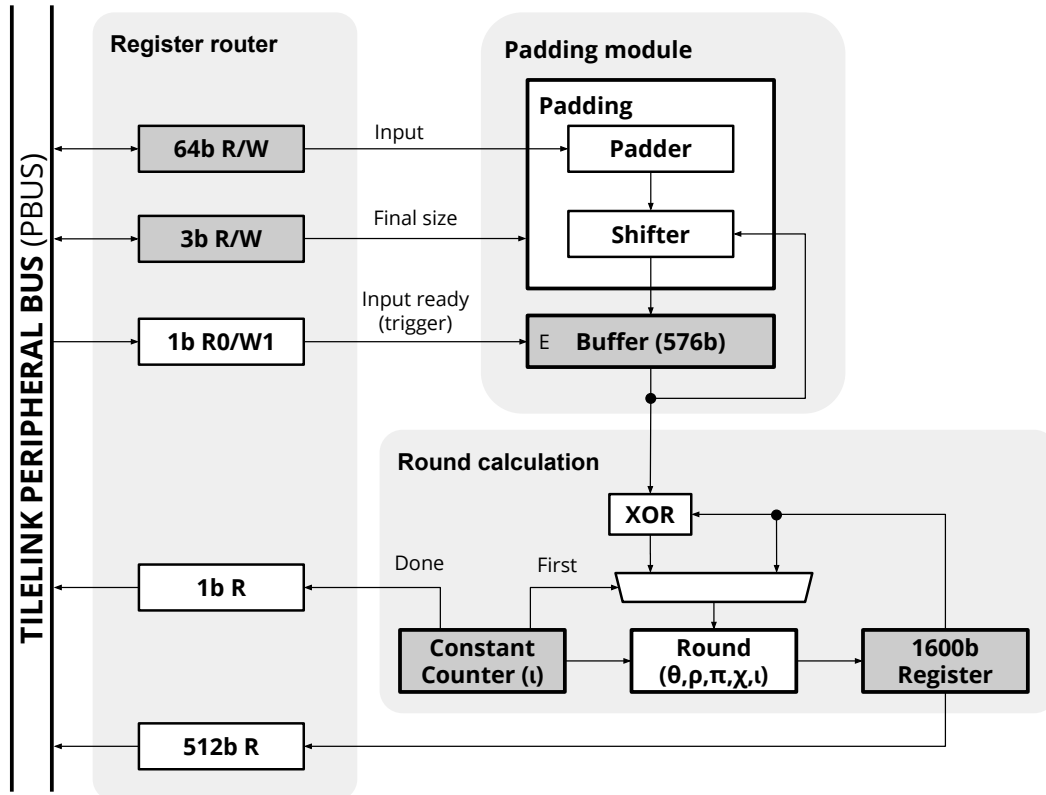 TILELINK PERIPHERAL BUS (PBUS)
Register router
64b R/W
3b R/W
1b R0/W1
1b R
512b R
Input
Final size
Input ready
(trigger)
Padding module
Padding
Padder
Shifter
E Buffer (576b)
Round calculation
XOR
Done
First
Constant
Counter (ι)
Round
(θ,ρ,π,χ,ι)
1600b
Register